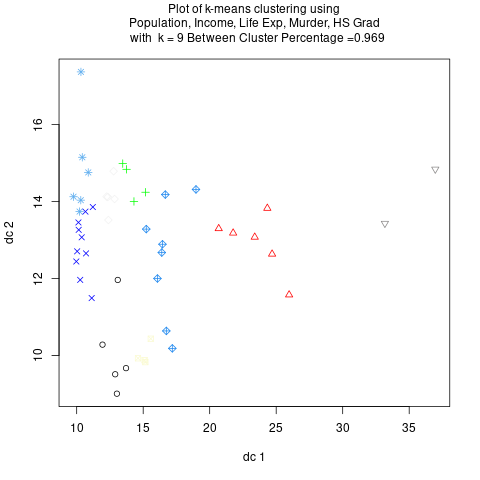 Plot of k-means clustering using
Population, Income, Life Exp, Murder, HS Grad
with k = 9 Between Cluster Percentage =0.969
dc 2
16
14
12
10
10 15 20 25 30 35
dc 1